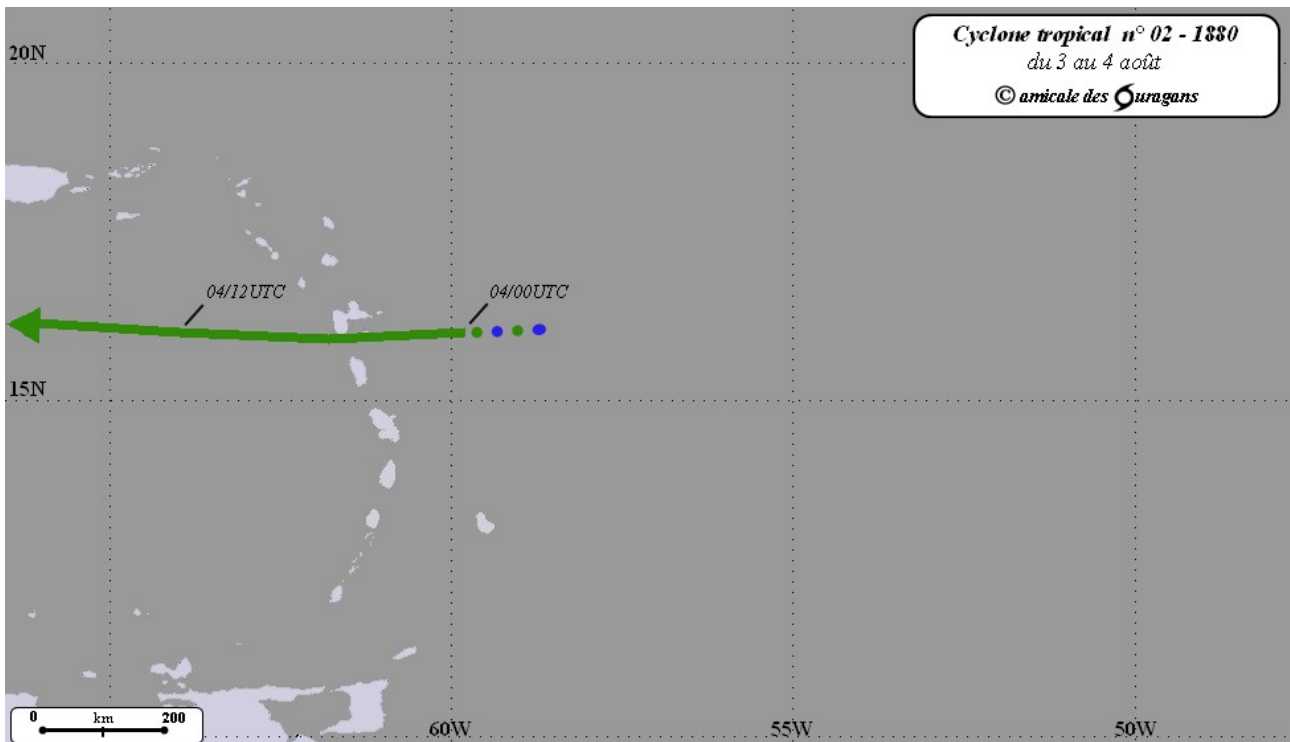 Cyclone tropical n° 02 - 1880
du 3 au 4 août
© amicale des Ouragans
20N
04/12UTC
04/00UTC
15N
0 km 200
60W
55W
50W